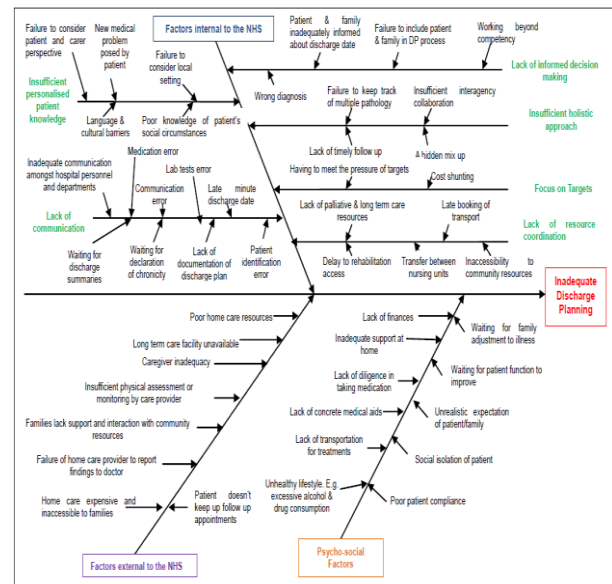 Factors internal to the NHS
Failure to consider
patient and carer
perspective
New medical
problem
posed by
patient
Failure to
consider local
setting
Insufficient
personalised
patient
knowledge
Language &
cultural barriers
Poor knowledge of patient's
social circumstances
Patient & family
inadequately informed
about discharge date
Failure to include patient
& family in DP process
Working beyond
competency
Lack of informed decision
making
Wrong diagnosis
Failure to keep track
of multiple pathology
Insufficient interagency
collaboration
Insufficient holistic
approach
Lack of timely follow up
A hidden mix up
Having to meet the pressure of targets
Cost shunting
Focus on Targets
Inadequate communication
amongst hospital personnel
and departments
Medication error
Communication
error
Lab tests error
Late minute
discharge date
Lack of
communication
Waiting for
discharge
summaries
Waiting for
declaration of
chronicity
Lack of
documentation of
discharge plan
Patient
identification
error
Lack of palliative & long term care
resources
Late booking of
transport
Lack of resource
coordination
Delay to rehabilitation
access
Transfer between
nursing units
Inaccessibility to
community resources
Inadequate
Discharge
Planning
Poor home care resources
Long term care facility unavailable
Caregiver inadequacy
Insufficient physical assessment or
monitoring by care provider
Families lack support and interaction with community
resources
Failure of home care provider to report
findings to doctor
Home care expensive and
inaccessible to families
Patient doesn't
keep up follow up
appointments
Factors external to the NHS
Lack of finances
Waiting for family
adjustment to illness
Inadequate support at
home
Waiting for patient function to
improve
Lack of diligence in
taking medication
Unrealistic expectation of
patient/family
Lack of concrete medical aids
Lack of transportation
for treatments
Social isolation of patient
Unhealthy lifestyle. E.g.
excessive alcohol &
drug consumption
Poor patient compliance
Psycho-social
Factors